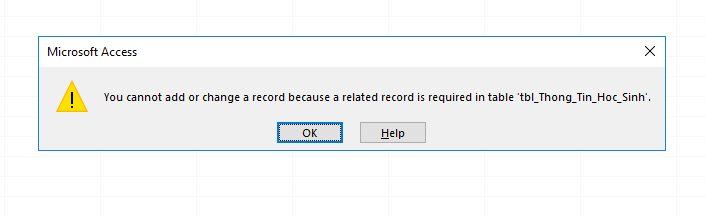 Microsoft Access
You cannot add or change a record because a related record is required in table 'tbl_Thong_Tin_Hoc_Sinh'.
OK
Help